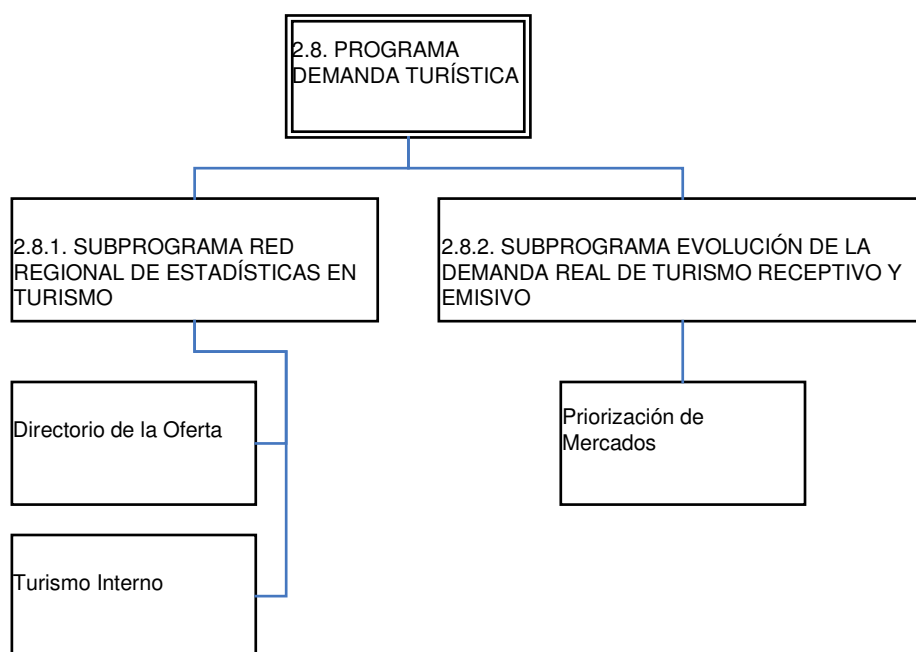 2.8. PROGRAMA
DEMANDA TURÍSTICA
2.8.1. SUBPROGRAMA RED
REGIONAL DE ESTADÍSTICAS EN
TURISMO
2.8.2. SUBPROGRAMA EVOLUCIÓN DE LA
DEMANDA REAL DE TURISMO RECEPTIVO Y
EMISIVO
Directorio de la Oferta
Priorización de
Mercados
Turismo Interno